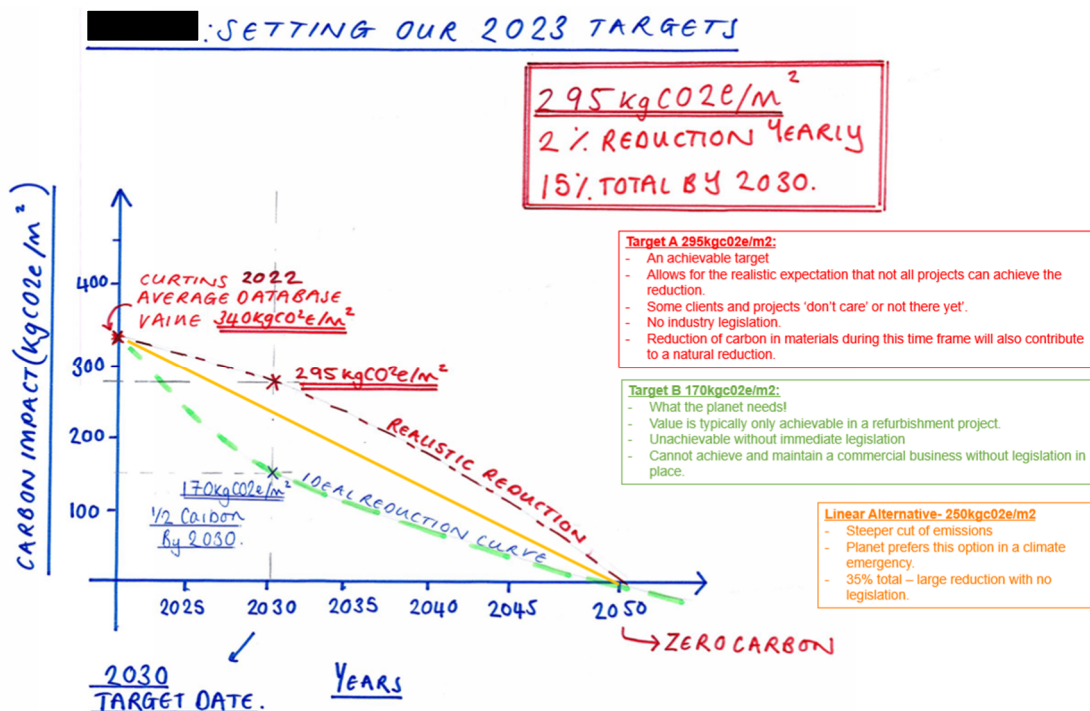 : SETTING OUR 2023 TARGETS
295 kgCO2e/m²
2% REDUCTION YEARLY
15% TOTAL BY 2030.
CARBON IMPACT (kgCO2e/m²)
400
300
200
100
CURTINS 2022
AVERAGE DATABASE
VALUE 340KGCO²e/m²
295KgCO²e/m²
REALISTIC REDUCTION
170KgCO2e/m²
1/2 Carbon
By 2030.
IDEAL REDUCTION CURVE
2025
2030
2035
2040
2045
2050
ZERO CARBON
2030
TARGET DATE.
YEARS
Target A 295kgc02e/m2:
- An achievable target
- Allows for the realistic expectation that not all projects can achieve the
reduction.
- Some clients and projects 'don't care' or not there yet'.
- No industry legislation.
- Reduction of carbon in materials during this time frame will also contribute
to a natural reduction.
Target B 170kgc02e/m2:
- What the planet needs!
- Value is typically only achievable in a refurbishment project.
- Unachievable without immediate legislation
- Cannot achieve and maintain a commercial business without legislation in
place.
Linear Alternative- 250kgc02e/m2
- Steeper cut of emissions
- Planet prefers this option in a climate
emergency.
- 35% total – large reduction with no
legislation.